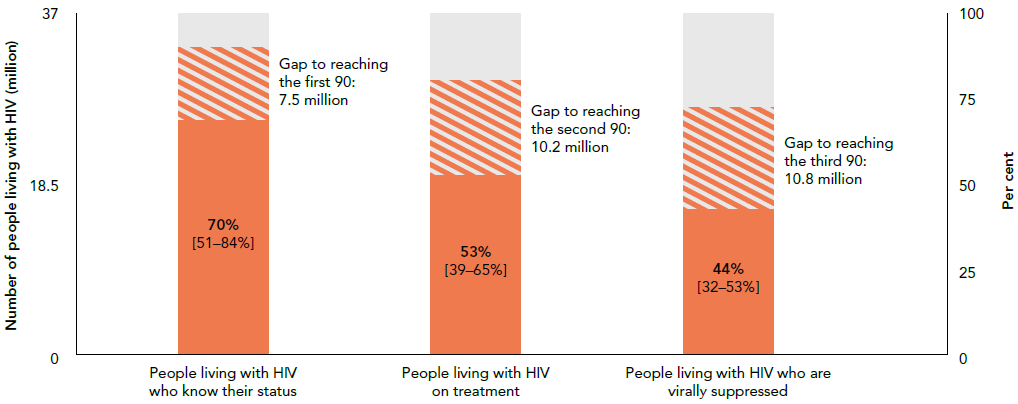 Number of people living with HIV (million)
37
18.5
0
Gap to reaching
the first 90:
7.5 million
70%
[51–84%]
Gap to reaching
the second 90:
10.2 million
53%
[39–65%]
Gap to reaching
the third 90:
10.8 million
44%
[32–53%]
100
75
50
25
0
Per cent
People living with HIV
who know their status
People living with HIV
on treatment
People living with HIV who are
virally suppressed